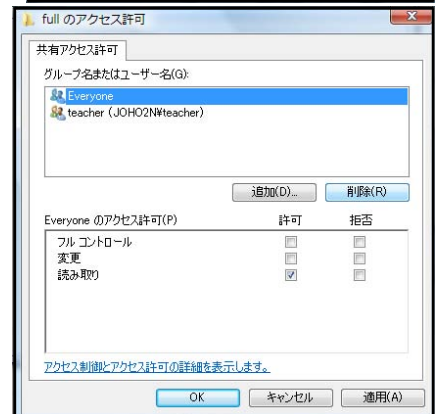 full のアクセス許可
共有アクセス許可
グループ名またはユーザー名(G):
Everyone
teacher (JOHO2N¥teacher)
追加(D)...
削除(R)
Everyone のアクセス許可(P) 許可 拒否
フル コントロール
変更
読み取り
アクセス制御とアクセス許可の詳細を表示します。
OK キャンセル 適用(A)